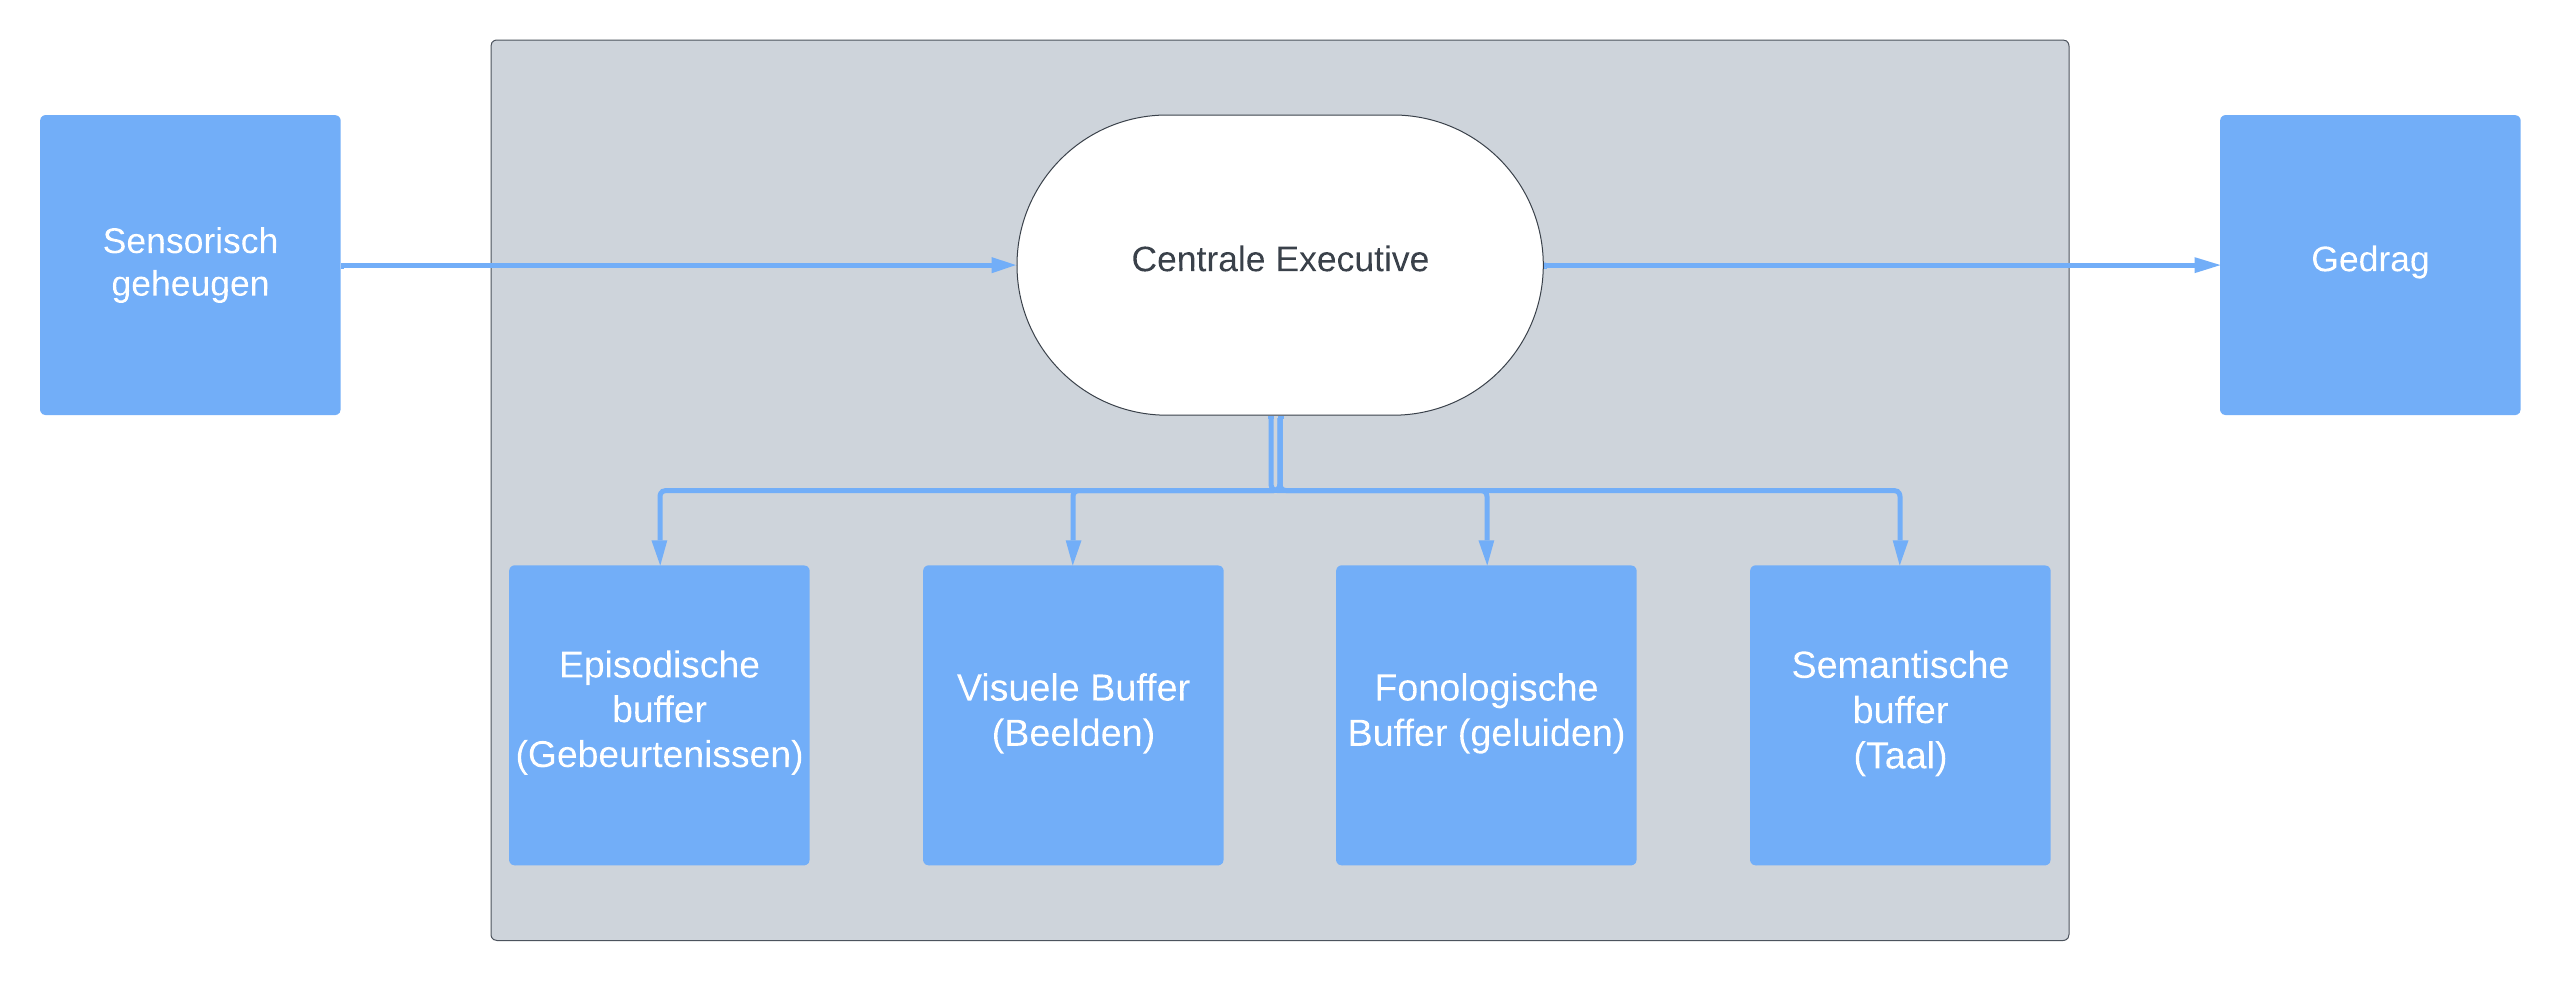 Sensorisch
geheugen
Centrale Executive
Gedrag
Episodische
buffer
(Gebeurtenissen)
Visuele Buffer
(Beelden)
Fonologische
Buffer (geluiden)
Semantische
buffer
(Taal)